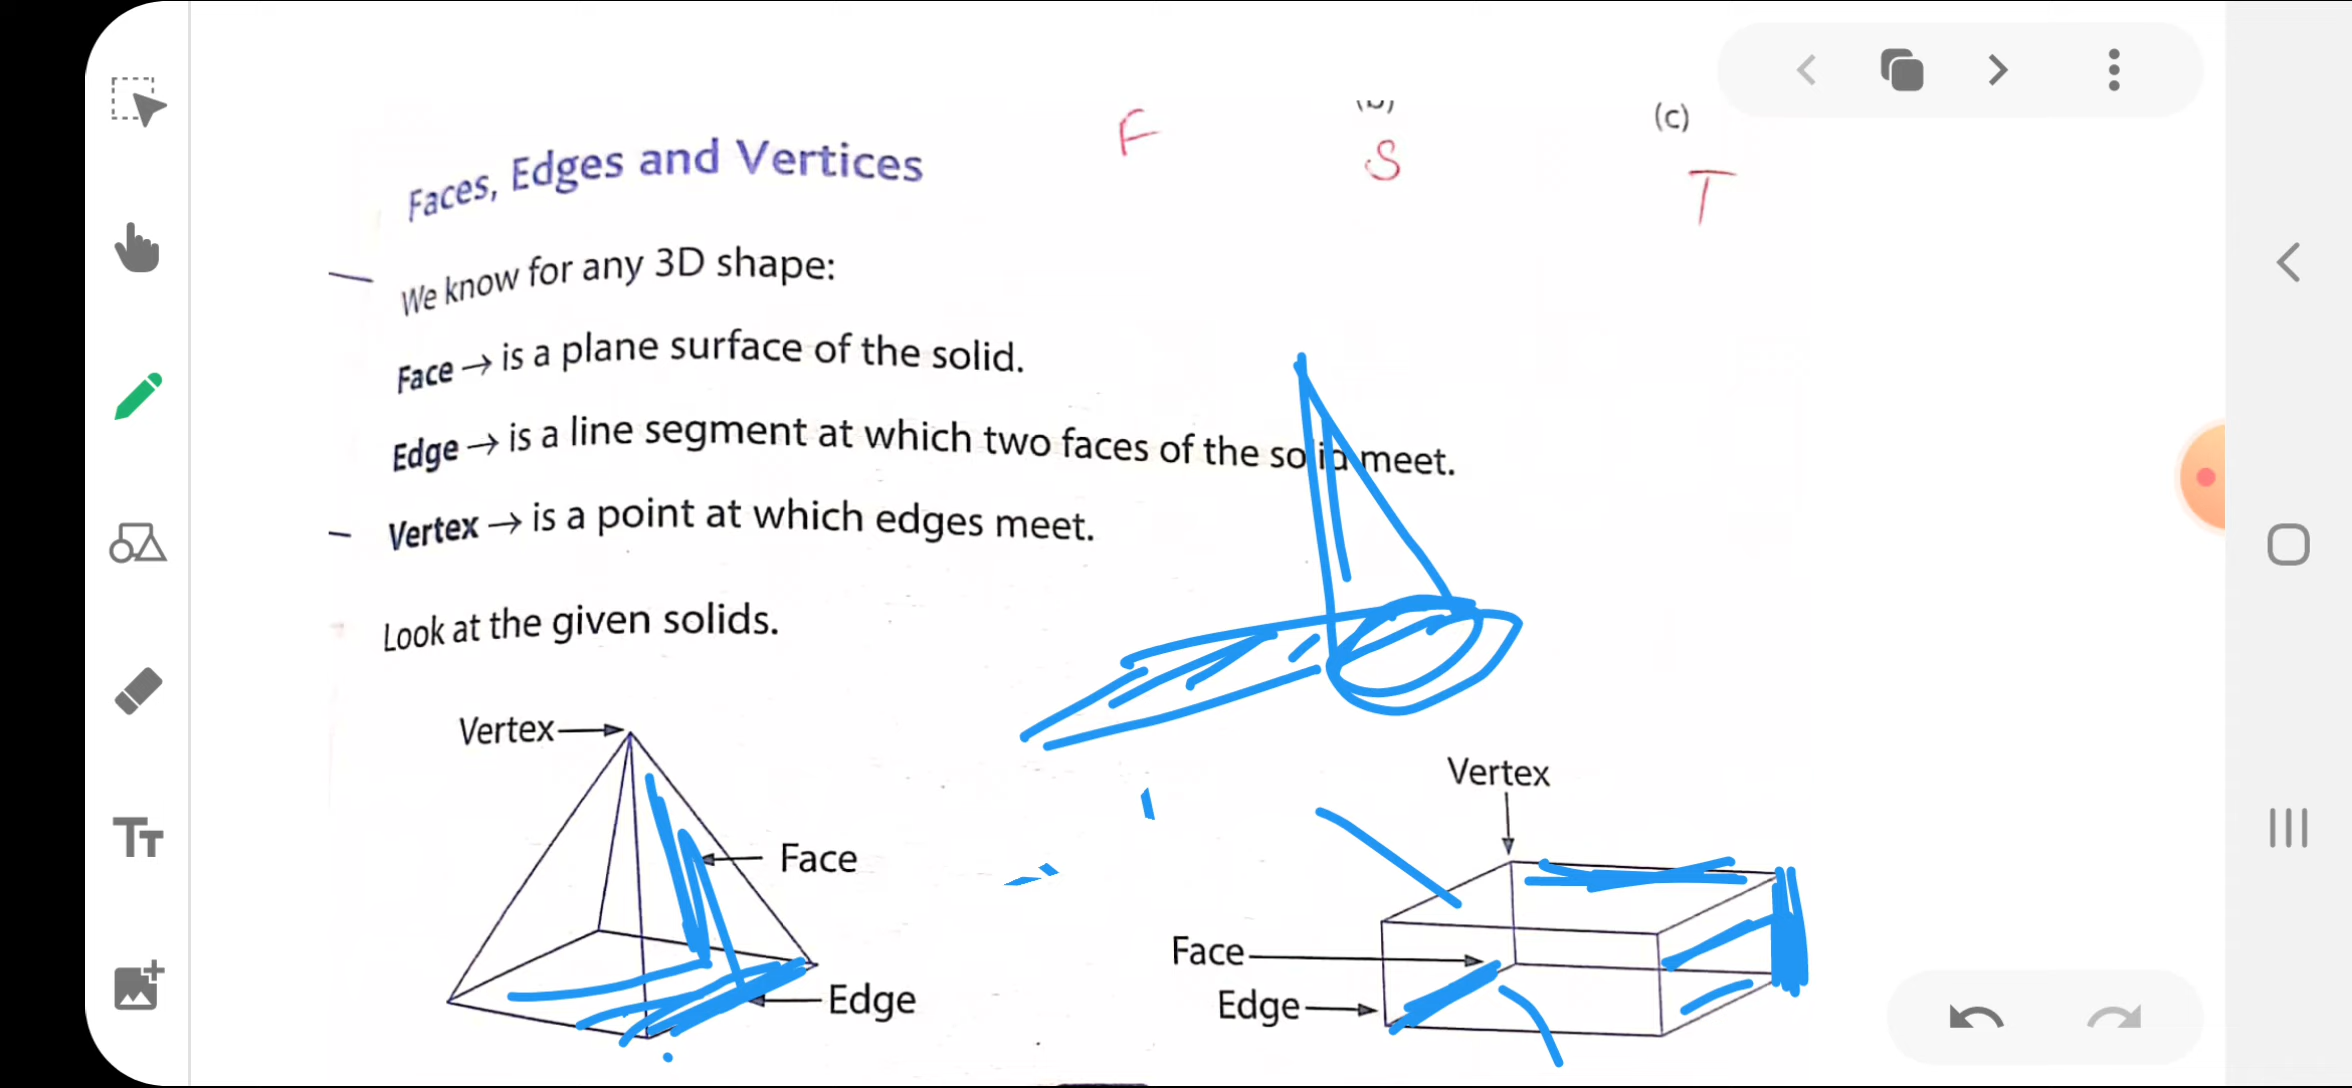 (c)
F
S
T
Faces, Edges and Vertices
We know for any 3D shape:
Face → is a plane surface of the solid.
Edge → is a line segment at which two faces of the solid meet.
Vertex → is a point at which edges meet.
Look at the given solids.
Vertex
Face
Edge
Vertex
Face
Edge
TT